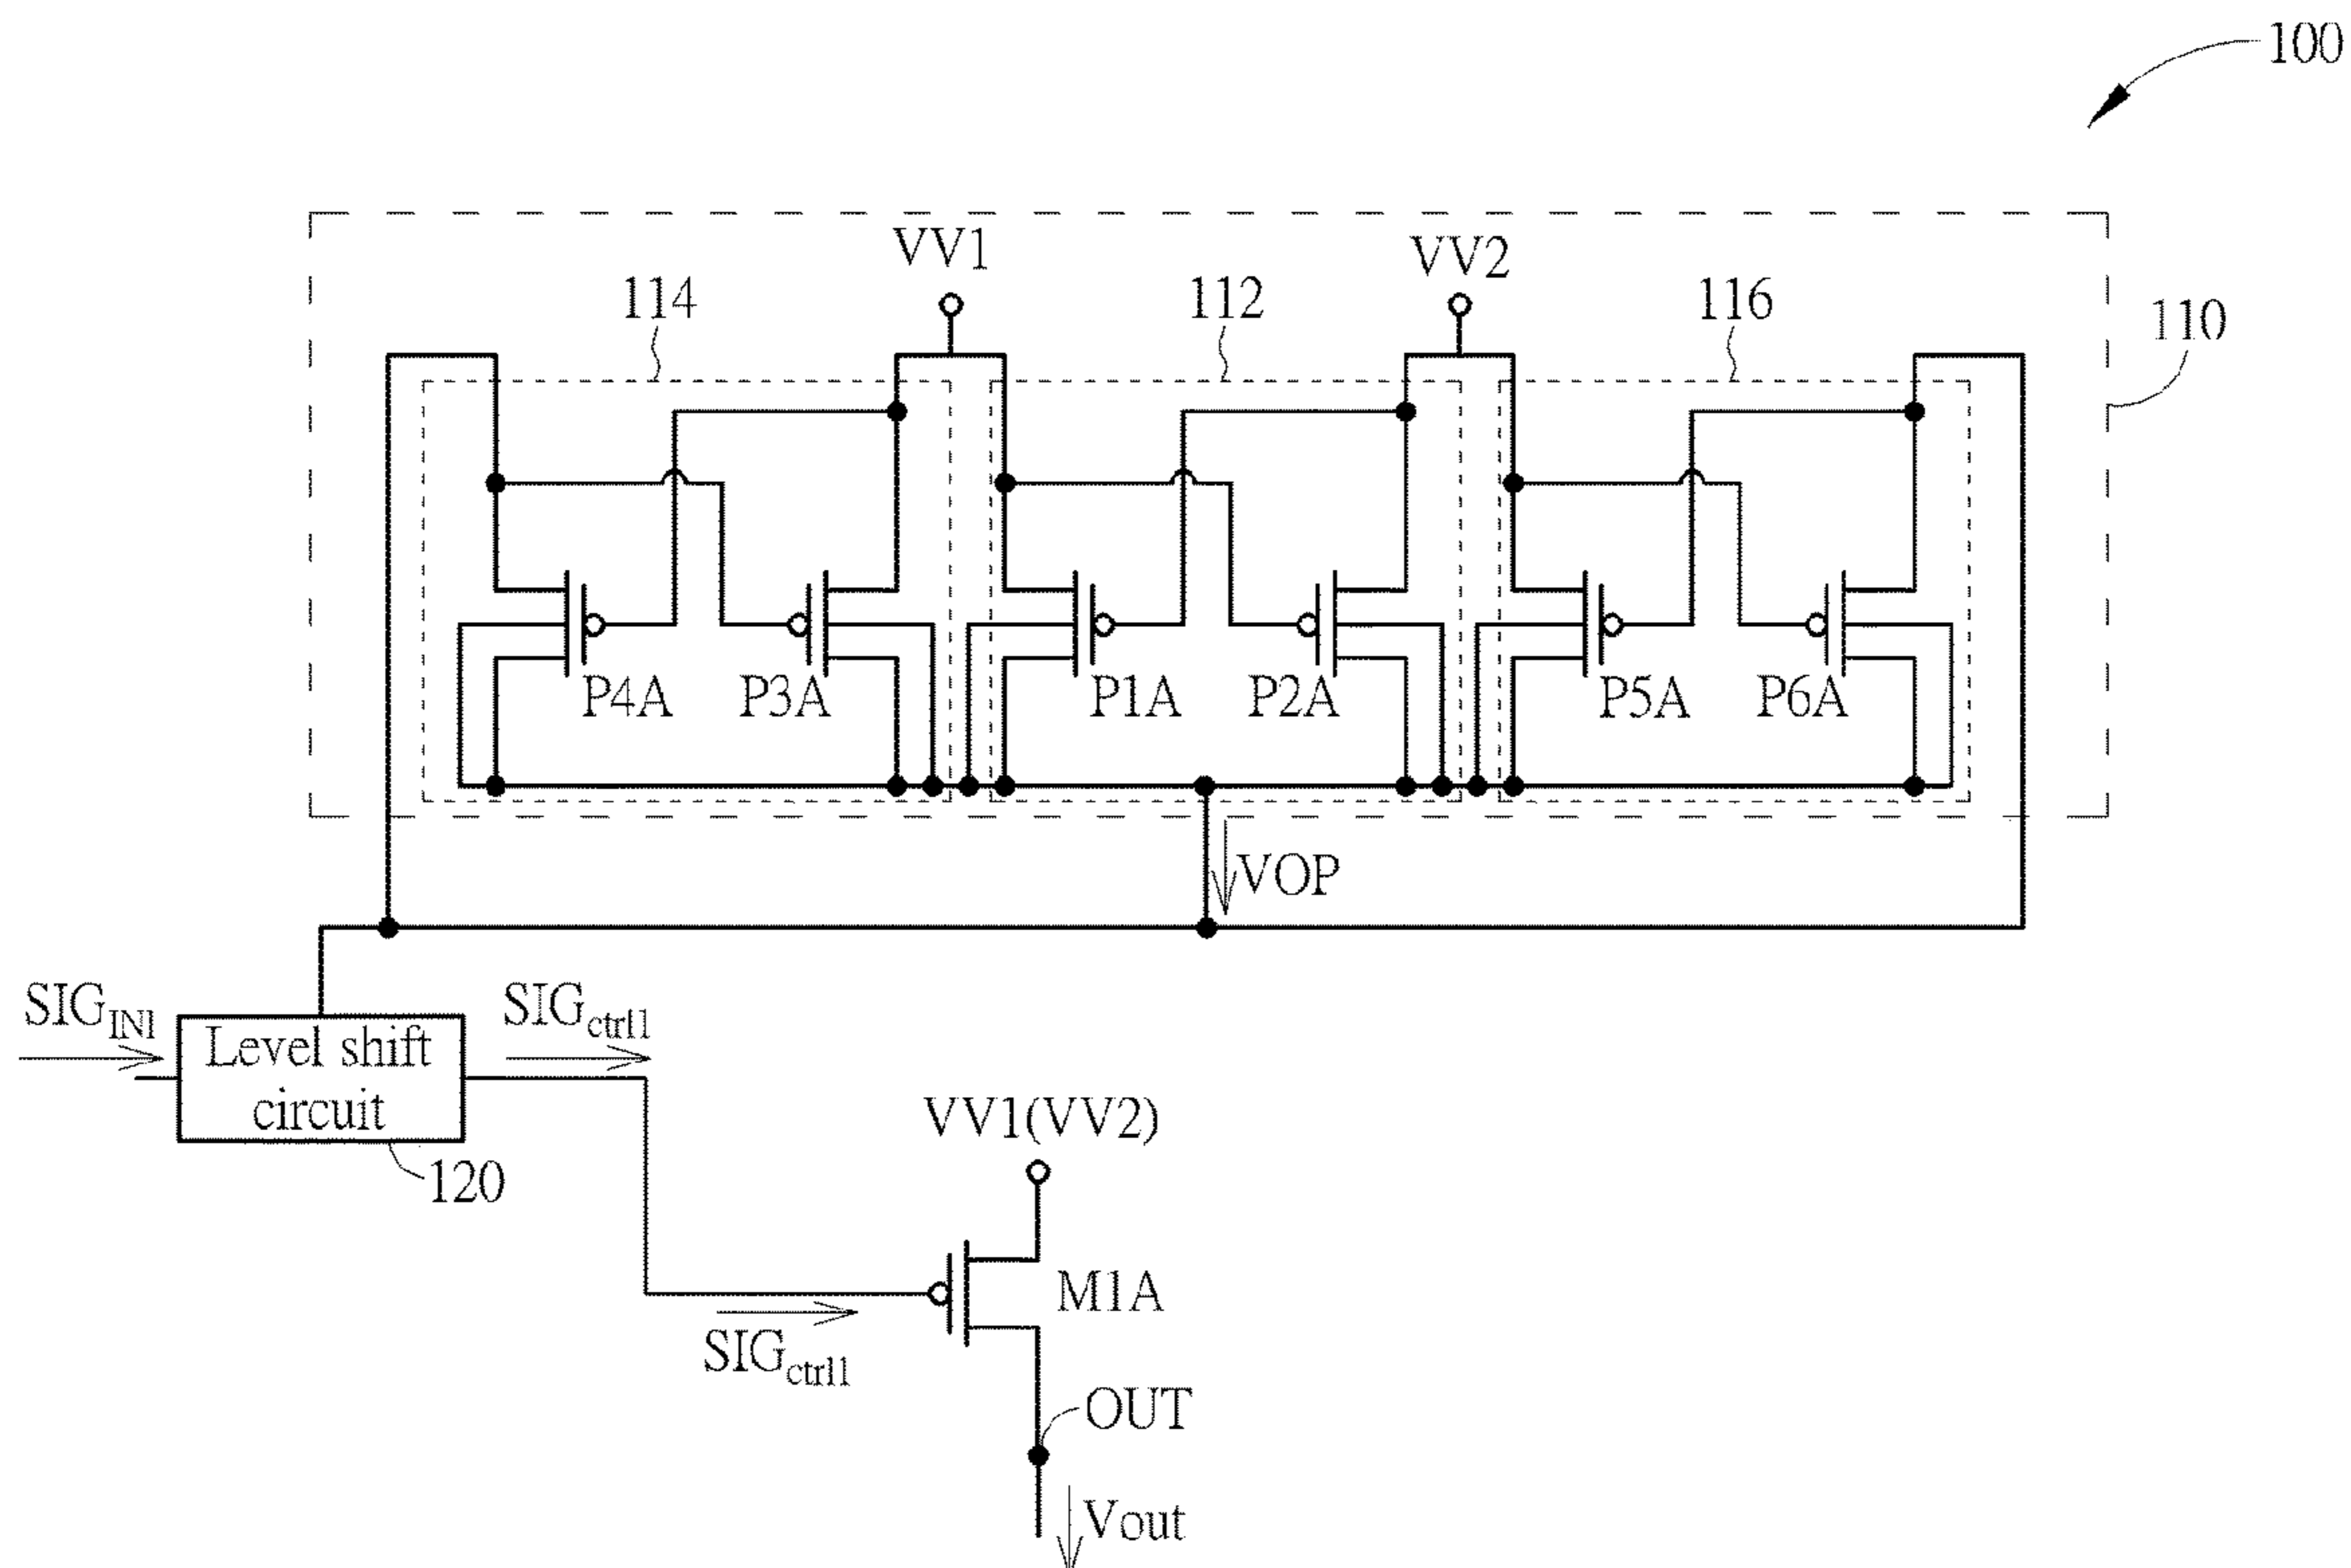 100
VV1
VV2
114
112
116
110
P4A
P3A
P1A
P2A
P5A
P6A
VOP
SIG_IN1
SIG_ctrl1
Level shift
circuit
120
VV1(VV2)
M1A
SIG_ctrl1
OUT
Vout